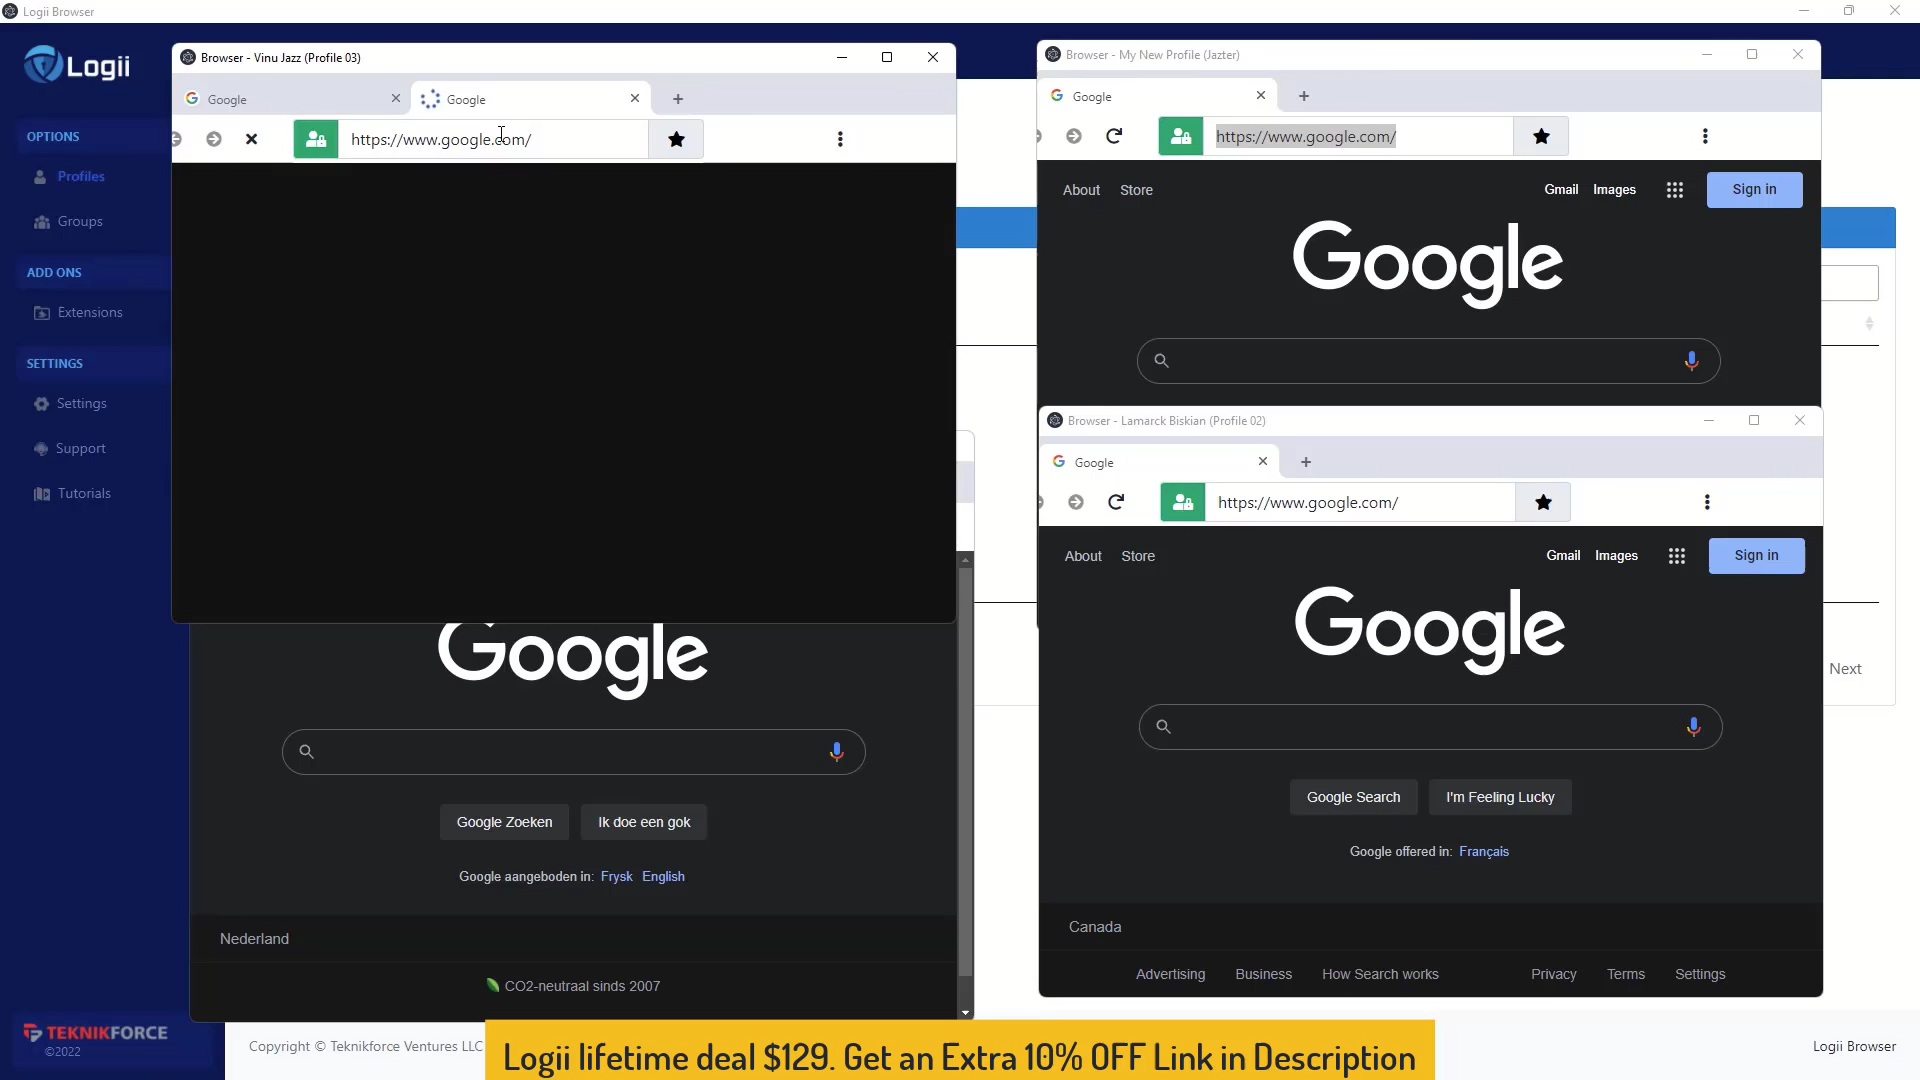 Logii Browser
Logii
OPTIONS
Profiles
Groups
ADD ONS
Extensions
SETTINGS
Settings
Support
Tutorials
TEKNIKFORCE
©2022
Browser - Vinu Jazz (Profile 03)
Google
Google
https://www.google.com/
Google
Google Zoeken
Ik doe een gok
Google aangeboden in: Frysk English
Nederland
CO2-neutraal sinds 2007
Browser - My New Profile (Jazter)
Google
https://www.google.com/
About Store
Gmail Images
Sign in
Google
Browser - Lamarck Biskian (Profile 02)
Google
https://www.google.com/
About Store
Gmail Images
Sign in
Google
Google Search
I'm Feeling Lucky
Google offered in: Français
Canada
Advertising Business How Search works
Privacy Terms Settings
Next
Copyright © Teknikforce Ventures LLC
Logii lifetime deal $129. Get an Extra 10% OFF Link in Description
Logii Browser